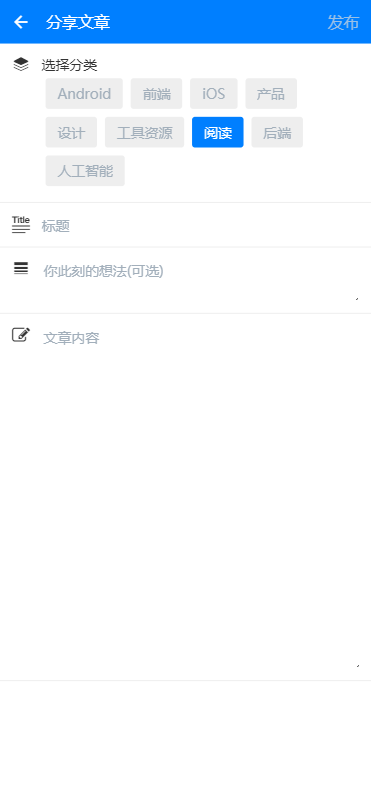 分享文章 发布
选择分类
Android 前端 iOS 产品
设计 工具资源 阅读 后端
人工智能
Title 标题
你此刻的想法(可选)
文章内容